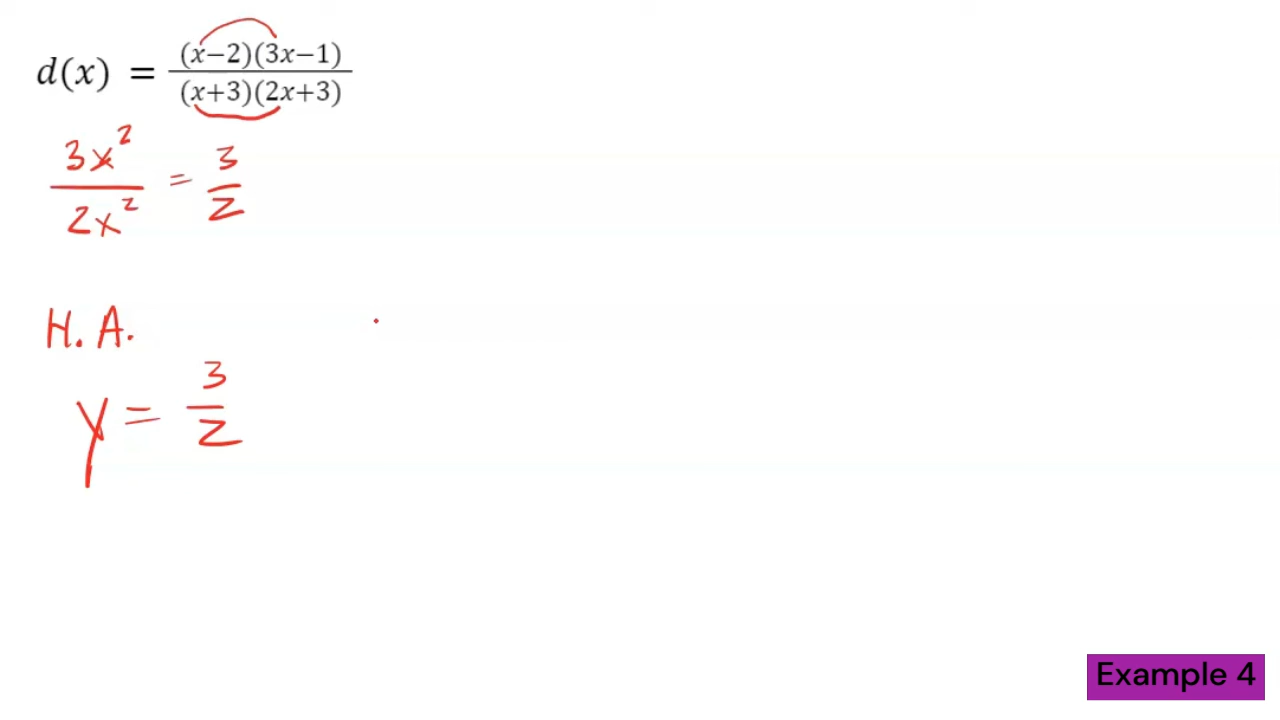 d(x) = (x−2)(3x−1)/(x+3)(2x+3)
3x²/2x² = 3/2
H.A.
y = 3/2
Example 4